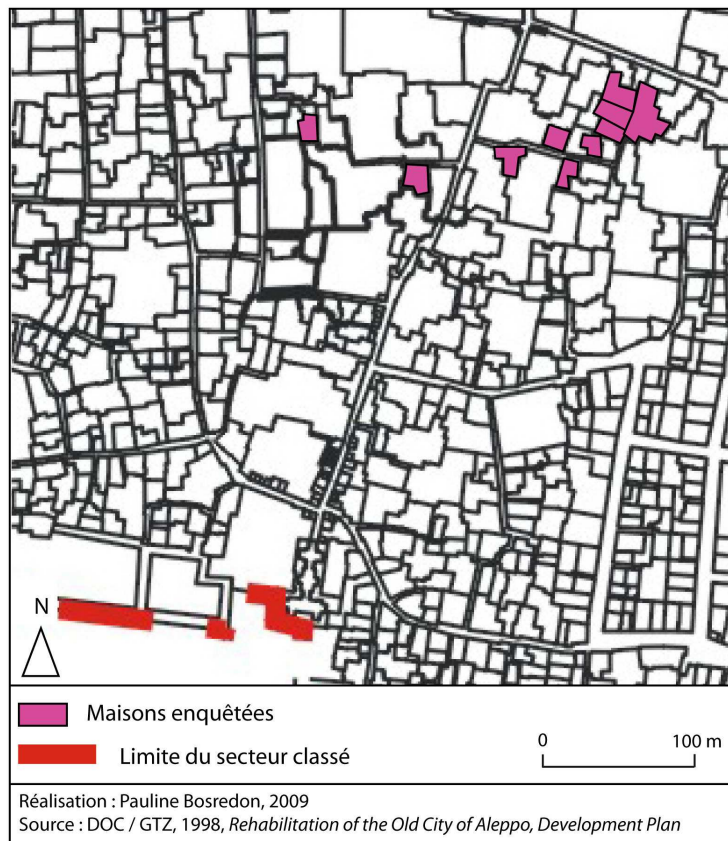 N
Maisons enquêtées
Limite du secteur classé
0 100 m
Réalisation : Pauline Bosredon, 2009
Source : DOC / GTZ, 1998, Rehabilitation of the Old City of Aleppo, Development Plan